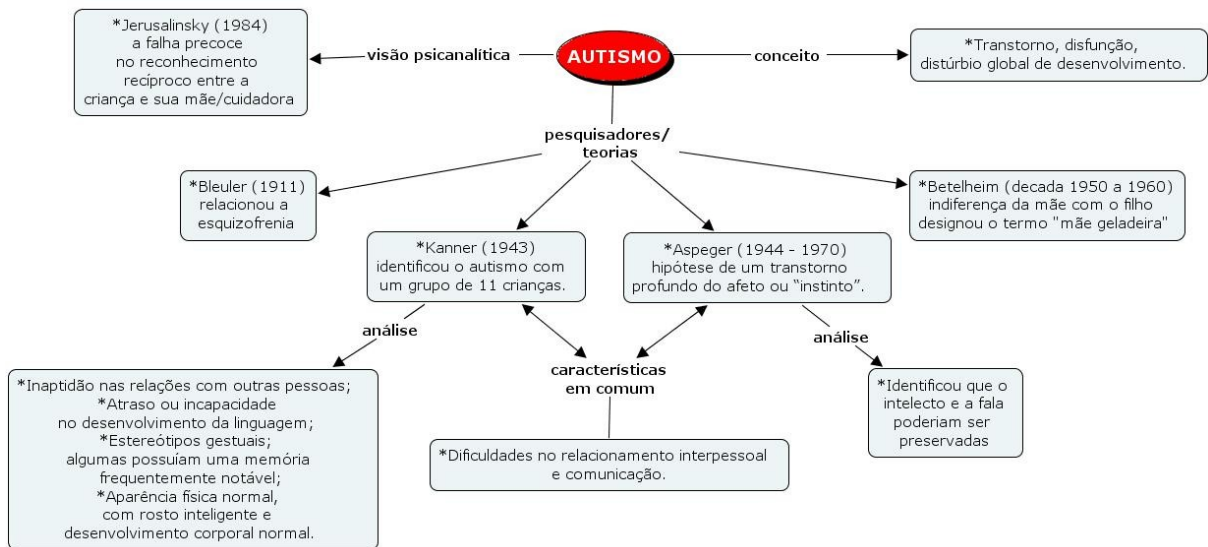 *Jerusalinsky (1984)
a falha precoce
no reconhecimento
recíproco entre a
criança e sua mãe/cuidadora
visão psicanalítica
AUTISMO
conceito
*Transtorno, disfunção,
distúrbio global de desenvolvimento.
pesquisadores/
teorias
*Bleuler (1911)
relacionou a
esquizofrenia
*Kanner (1943)
identificou o autismo com
um grupo de 11 crianças.
*Aspeger (1944 - 1970)
hipótese de um transtorno
profundo do afeto ou “instinto”.
*Betelheim (decada 1950 a 1960)
indiferença da mãe com o filho
designou o termo "mãe geladeira"
análise
características
em comum
análise
*Inaptidão nas relações com outras pessoas;
*Atraso ou incapacidade
no desenvolvimento da linguagem;
*Estereótipos gestuais;
algumas possuíam uma memória
frequentemente notável;
*Aparência física normal,
com rosto inteligente e
desenvolvimento corporal normal.
*Dificuldades no relacionamento interpessoal
e comunicação.
*Identificou que o
intelecto e a fala
poderiam ser
preservadas